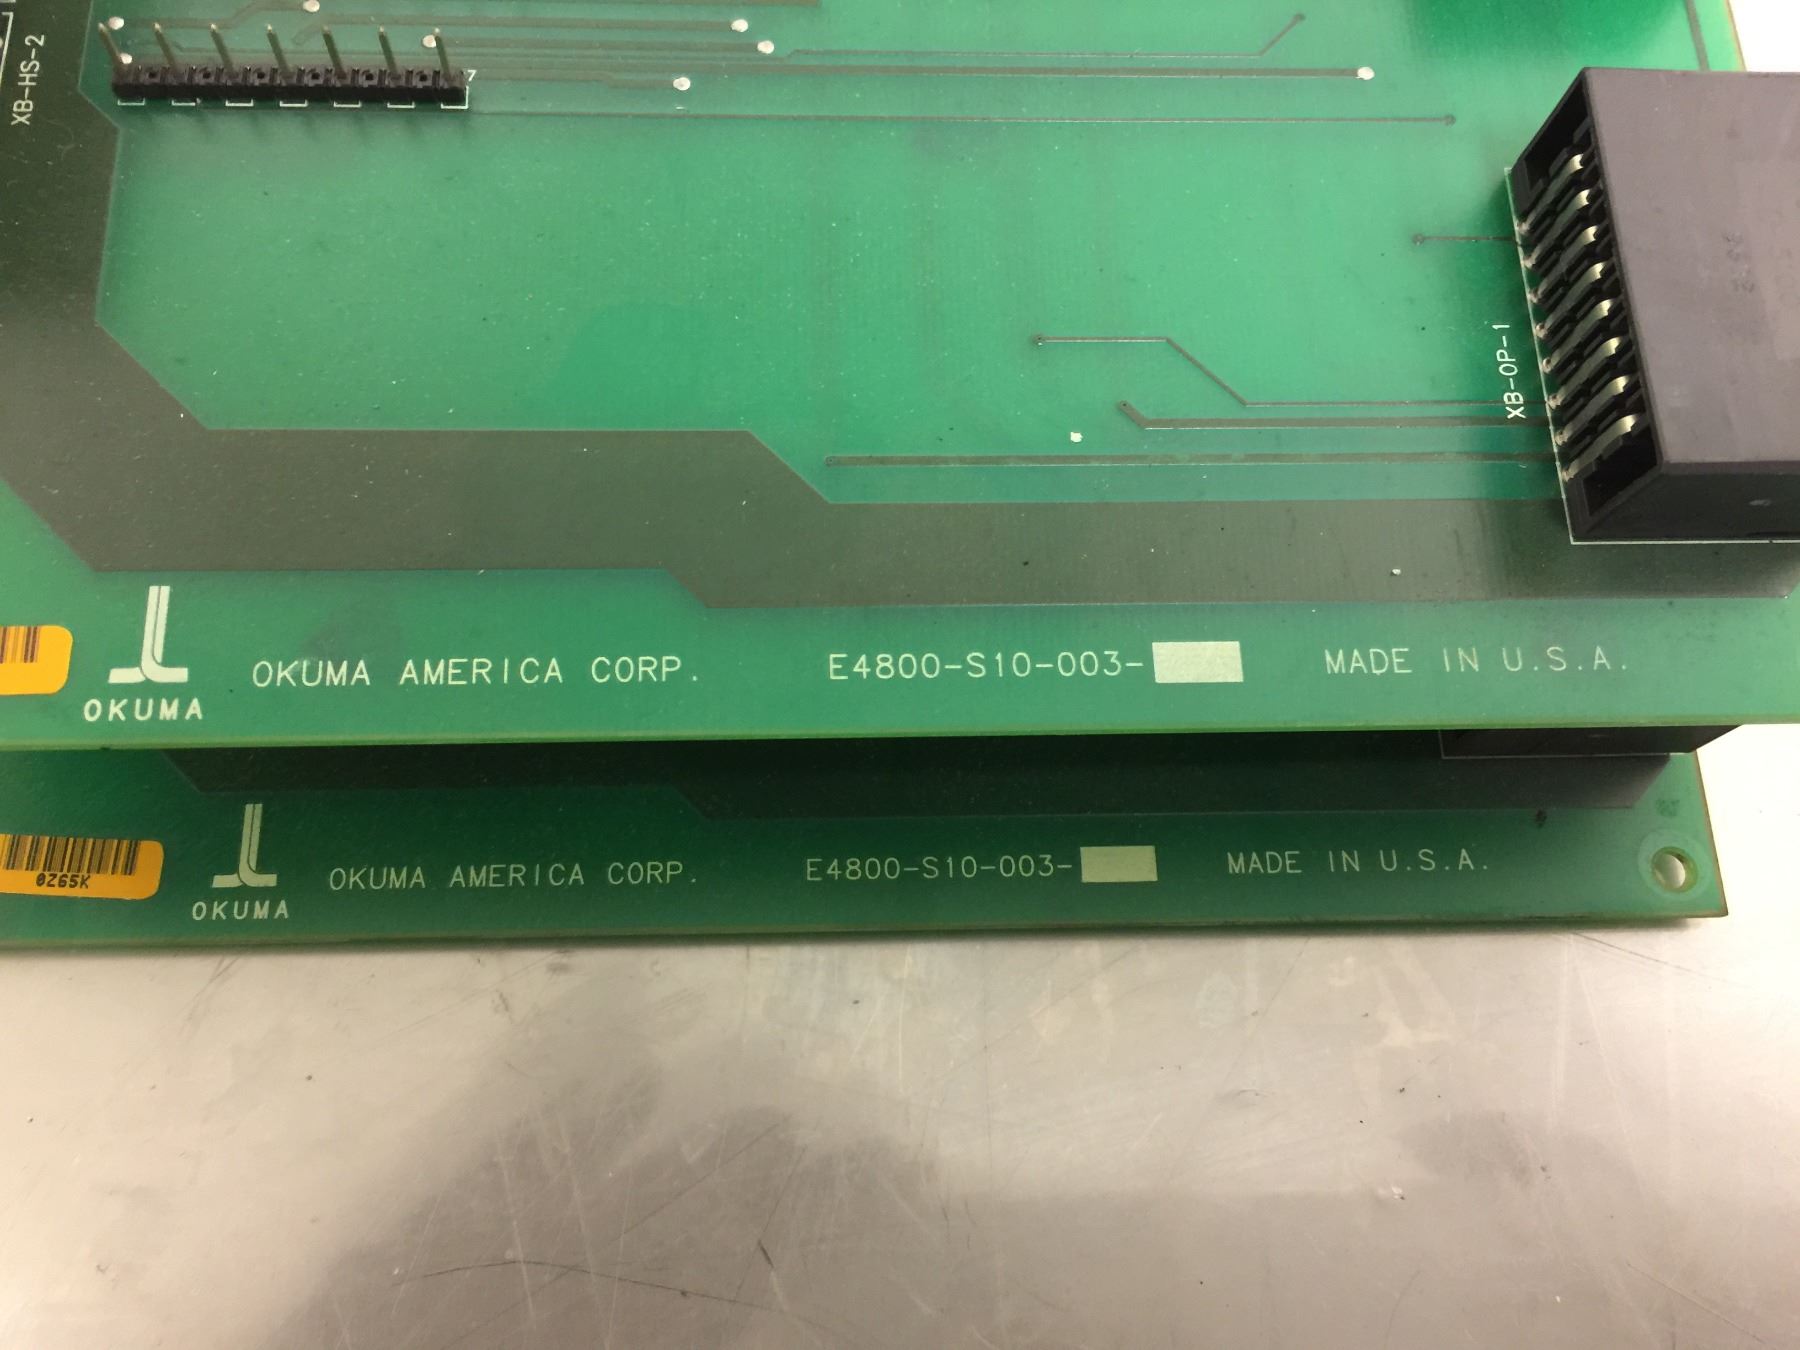 XB-HS-2
7
XB-OP-1
OKUMA
OKUMA AMERICA CORP. E4800-S10-003- MADE IN U.S.A.
0Z65K
OKUMA
OKUMA AMERICA CORP. E4800-S10-003- MADE IN U.S.A.